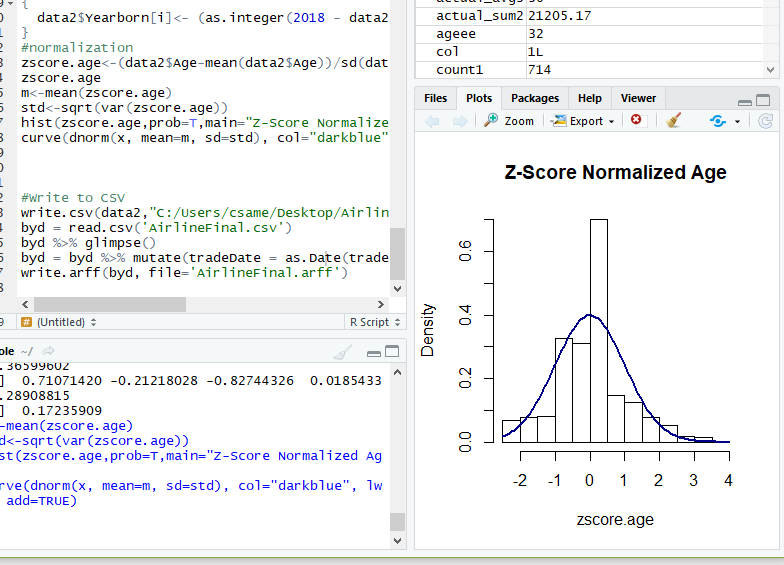 {
data2$Yearborn[i]<- (as.integer(2018 - data2
}
#normalization
zscore.age<-(data2$Age-mean(data2$Age))/sd(dat
zscore.age
m<-mean(zscore.age)
std<-sqrt(var(zscore.age))
hist(zscore.age,prob=T,main="Z-Score Normalize
curve(dnorm(x, mean=m, sd=std), col="darkblue"
#Write to CSV
write.csv(data2,"C:/Users/csame/Desktop/Airlin
byd = read.csv('AirlineFinal.csv')
byd %>% glimpse()
byd = byd %>% mutate(tradeDate = as.Date(trade
write.arff(byd, file='AirlineFinal.arff')
(Untitled) R Script
ole ~/
.36599602
] 0.71071420 -0.21218028 -0.82744326 0.0185433
.28908815
] 0.17235909
-mean(zscore.age)
d<-sqrt(var(zscore.age))
st(zscore.age,prob=T,main="Z-Score Normalized Ag
rve(dnorm(x, mean=m, sd=std), col="darkblue", lw
add=TRUE)
actual_sum2 21205.17
ageee 32
col 1L
count1 714
Files Plots Packages Help Viewer
Zoom Export
Z-Score Normalized Age
Density
0.6
0.4
0.2
0.0
-2 -1 0 1 2 3 4
zscore.age